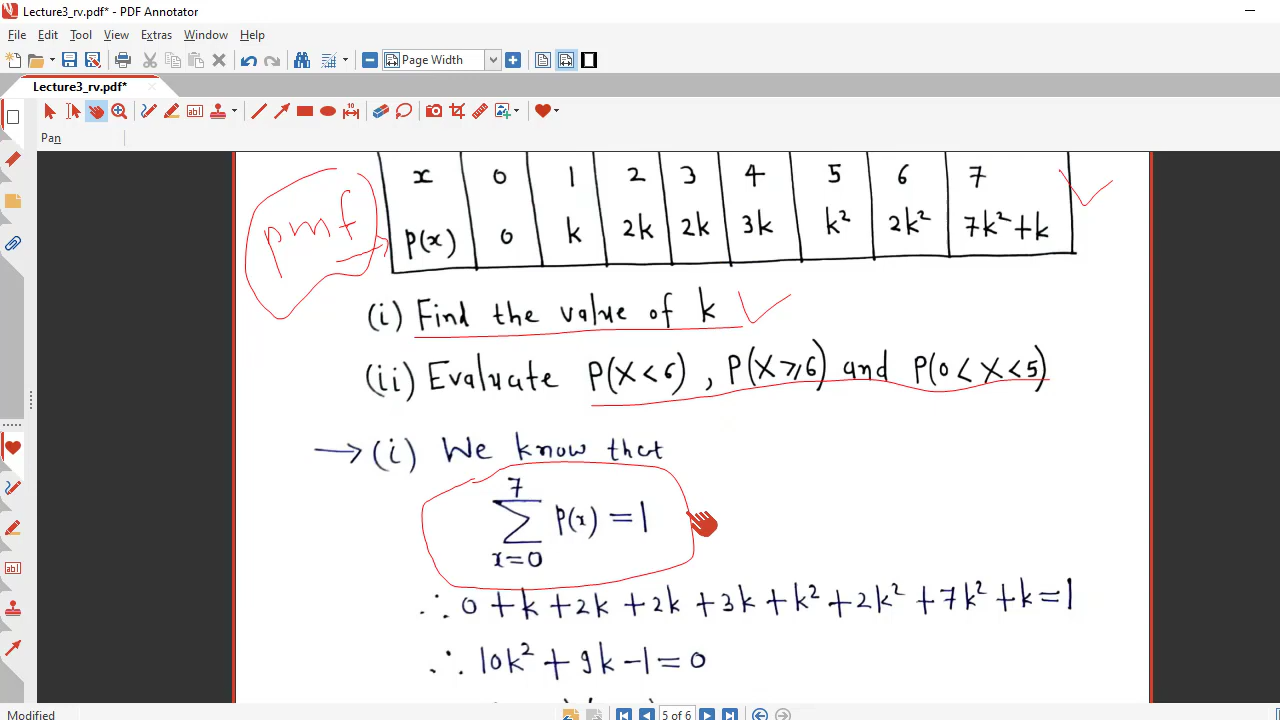 Lecture3_rv.pdf* - PDF Annotator
File Edit Tool View Extras Window Help
Page Width
Lecture3_rv.pdf*
Pan
pmf
x 0 1 2 3 4 5 6 7
p(x) 0 k 2k 2k 3k k² 2k² 7k²+k
(i) Find the value of k
(ii) Evaluate P(X<6), P(X≥6) and P(0<X<5)
→(i) We know that
7
∑ p(x) = 1
x=0
∴ 0 + k + 2k + 2k + 3k + k² + 2k² + 7k² + k = 1
∴ 10k² + 9k - 1 = 0
Modified 5 of 6